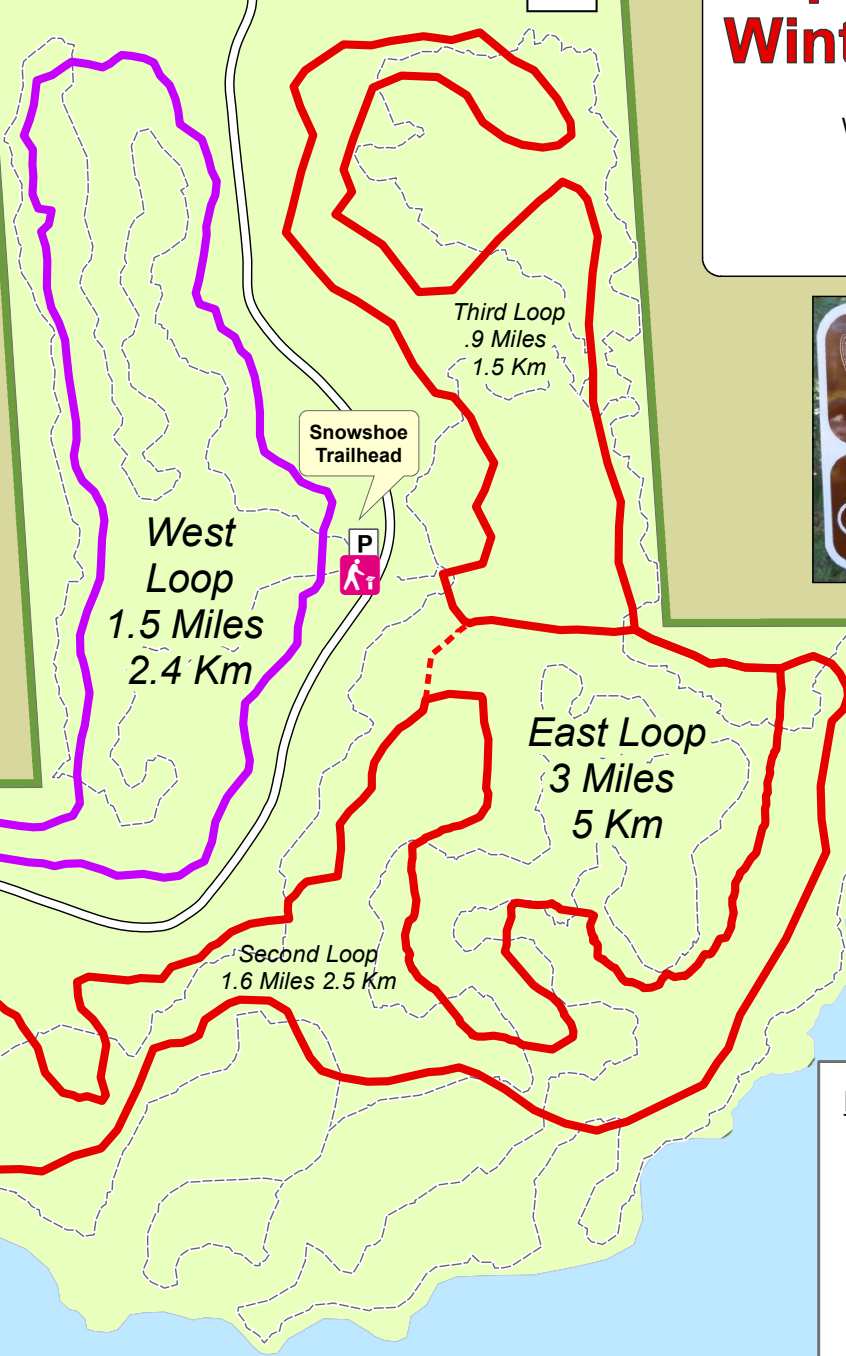 Wint
Third Loop
.9 Miles
1.5 Km
Snowshoe
Trailhead
P
West
Loop
1.5 Miles
2.4 Km
East Loop
3 Miles
5 Km
Second Loop
1.6 Miles 2.5 Km